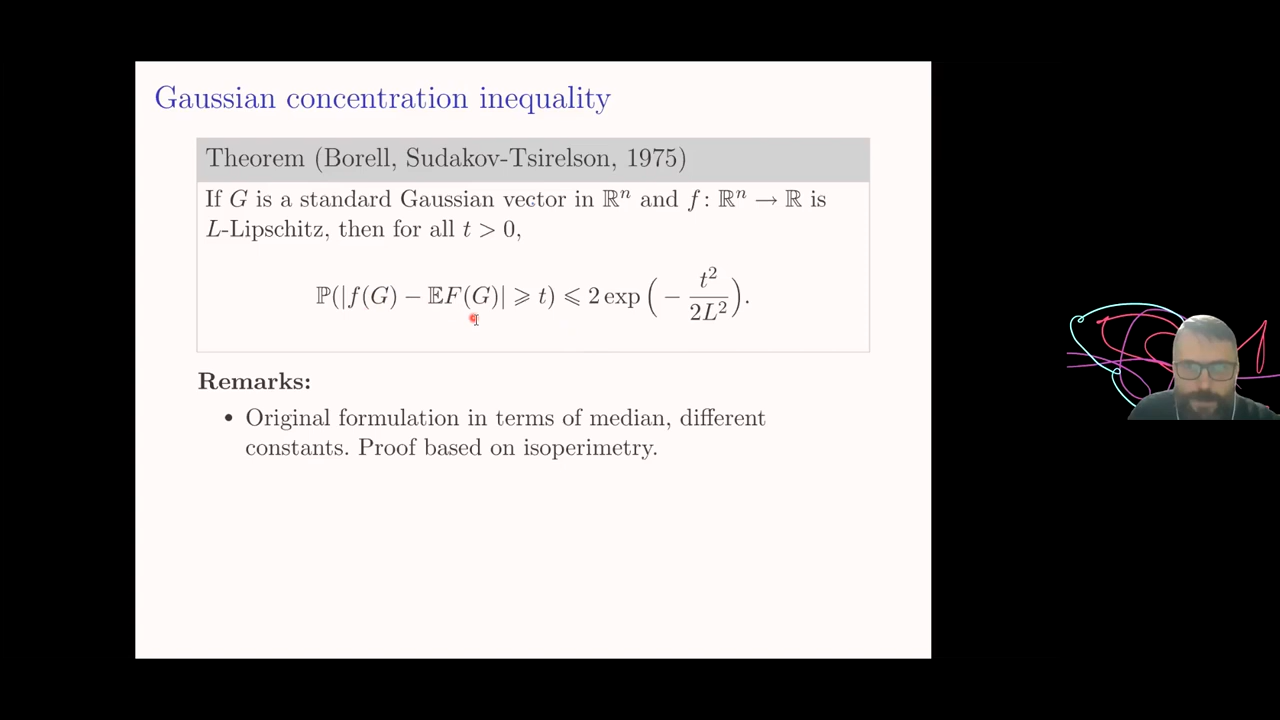 Gaussian concentration inequality
Theorem (Borell, Sudakov-Tsirelson, 1975)
If G is a standard Gaussian vector in ℝⁿ and f: ℝⁿ → ℝ is
L-Lipschitz, then for all t > 0,
ℙ(|f(G) − 𝔼F(G)| ⩾ t) ⩽ 2 exp ( − t²/2L² ).
Remarks:
• Original formulation in terms of median, different
constants. Proof based on isoperimetry.